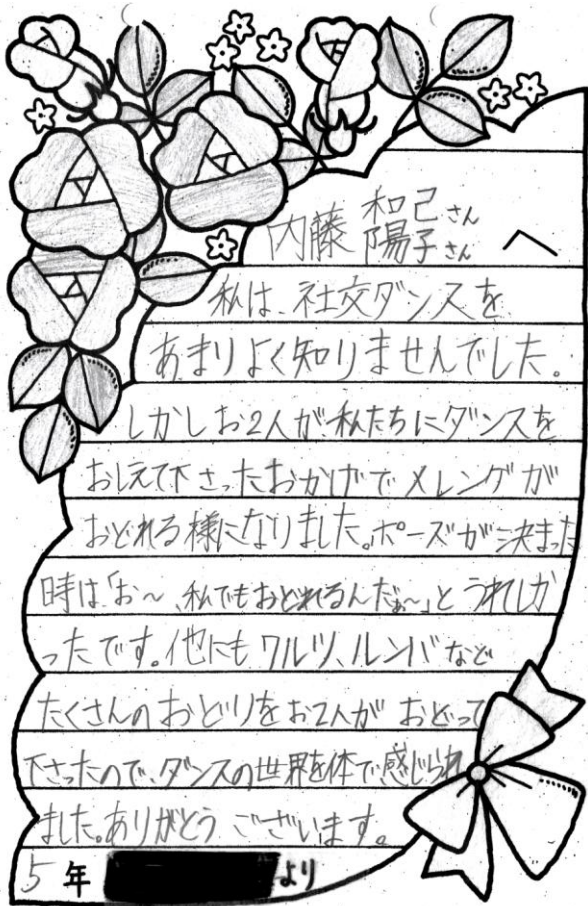 内藤 和己さん
陽子さん へ
私は、社交ダンスを
あまりよく知りませんでした。
しかしお2人が私たちにダンスを
おしえて下さったおかげでメレンゲが
おどれる様になりました。ポーズが決まった
時は「お〜、私でもおどれるんだぁ〜」とうれしか
ったです。他にもワルツ、ルンバなど
たくさんのおどりをお2人がおどって
下さったので、ダンスの世界を体で感じられ
ました。ありがとうございます。
5年 より